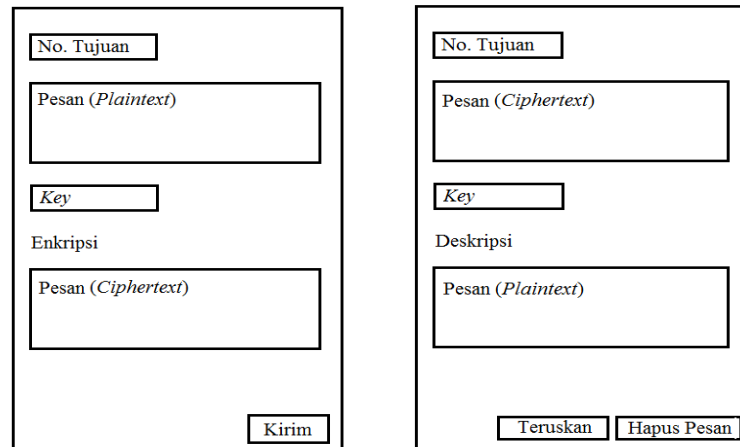 No. Tujuan
Pesan (Plaintext)
Key
Enkripsi
Pesan (Ciphertext)
Kirim
No. Tujuan
Pesan (Ciphertext)
Key
Deskripsi
Pesan (Plaintext)
Teruskan
Hapus Pesan